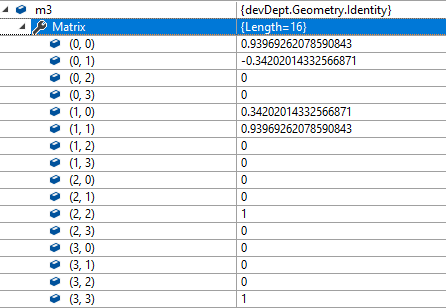 m3 {devDept.Geometry.Identity}
Matrix {Length=16}
(0, 0) 0.93969262078590843
(0, 1) -0.34202014332566871
(0, 2) 0
(0, 3) 0
(1, 0) 0.34202014332566871
(1, 1) 0.93969262078590843
(1, 2) 0
(1, 3) 0
(2, 0) 0
(2, 1) 0
(2, 2) 1
(2, 3) 0
(3, 0) 0
(3, 1) 0
(3, 2) 0
(3, 3) 1